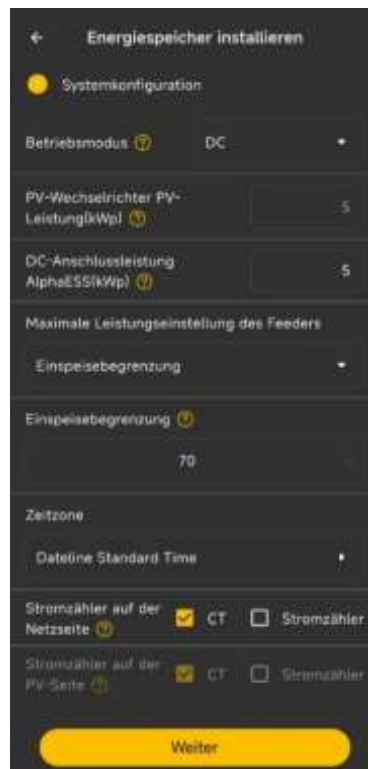 Energiespeicher installieren
Systemkonfiguration
Betriebsmodus ? DC
PV-Wechselrichter PV-
Leistung(kWp) ? 5
DC-Anschlussleistung
AlphaESS(kWp) ? 5
Maximale Leistungseinstellung des Feeders
Einspeisebegrenzung
Einspeisebegrenzung ?
70
Zeitzone
Dateline Standard Time
Stromzähler auf der
Netzseite ? CT Stromzähler
Stromzähler auf der
PV-Seite ? CT Stromzähler
Weiter